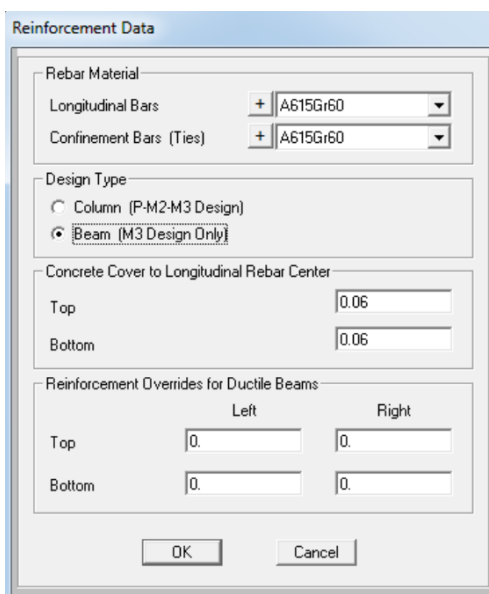 Reinforcement Data
Rebar Material
Longitudinal Bars + A615Gr60
Confinement Bars (Ties) + A615Gr60
Design Type
Column (P-M2-M3 Design)
Beam (M3 Design Only)
Concrete Cover to Longitudinal Rebar Center
Top 0.06
Bottom 0.06
Reinforcement Overrides for Ductile Beams
Left Right
Top 0. 0.
Bottom 0. 0.
OK Cancel